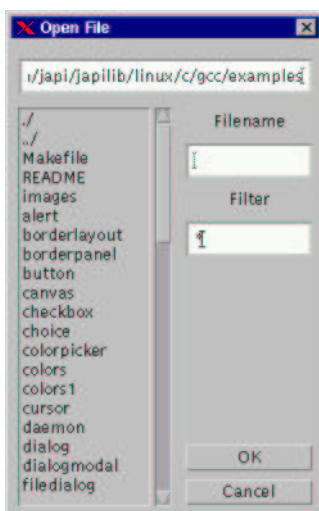 Open File
/japi/japilib/linux/c/gcc/examples
./
../
Makefile
README
images
alert
borderlayout
borderpanel
button
canvas
checkbox
choice
colorpicker
colors
colors1
cursor
daemon
dialog
dialogmodal
filedialog
Filename
Filter
*
OK
Cancel